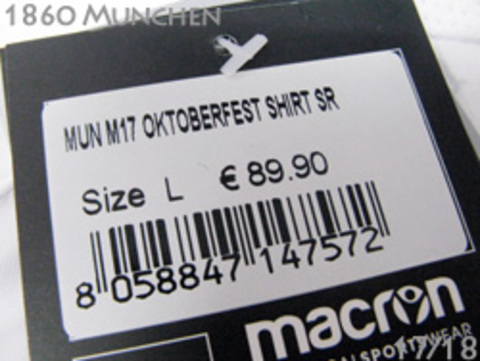 1860 MUNCHEN
MUN M17 OKTOBERFEST SHIRT SR
Size L €89.90
8 058847 147572
macron
17/18